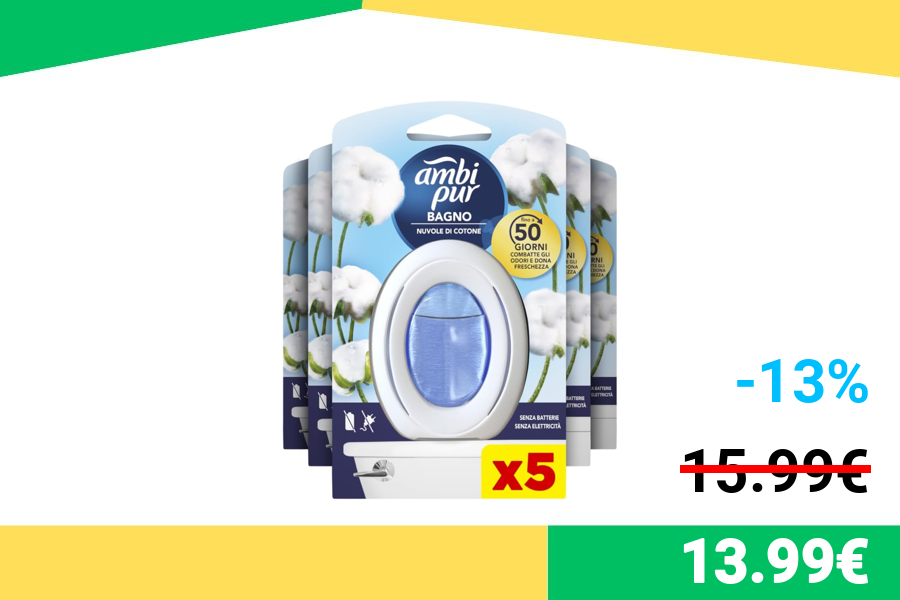 ambi
pur
BAGNO
NUVOLE DI COTONE
fino a
50
GIORNI
COMBATTE GLI
ODORI E DONA
FRESCHEZZA
SENZA BATTERIE
SENZA ELETTRICITÀ
x5
-13%
15.99€
13.99€